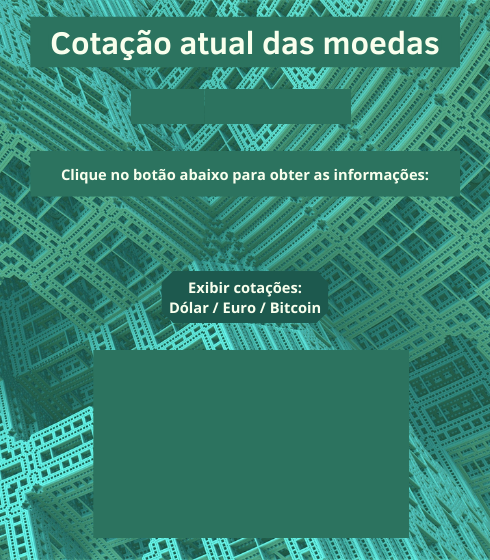 Cotação atual das moedas
Clique no botão abaixo para obter as informações:
Exibir cotações:
Dólar / Euro / Bitcoin